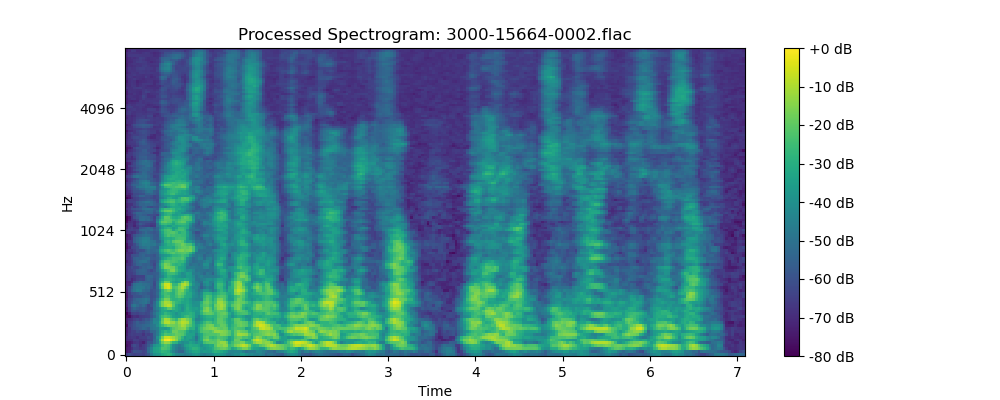 Processed Spectrogram: 3000-15664-0002.flac
Hz
4096
2048
1024
512
0
0 1 2 3 4 5 6 7
Time
+0 dB
-10 dB
-20 dB
-30 dB
-40 dB
-50 dB
-60 dB
-70 dB
-80 dB